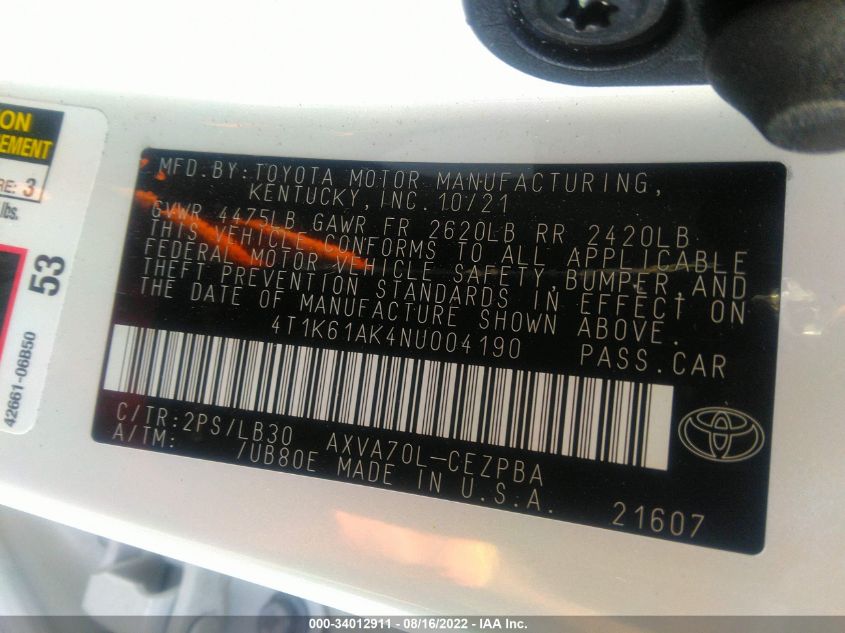 ON
EMENT
RE: 3
lbs.
53
42661-06B50
MFD. BY: TOYOTA MOTOR MANUFACTURING,
KENTUCKY, INC. 10/21
GVWR 4475LB GAWR FR 2620LB RR 2420LB
THIS VEHICLE CONFORMS TO ALL APPLICABLE
FEDERAL MOTOR VEHICLE SAFETY, BUMPER, AND
THEFT PREVENTION STANDARDS IN EFFECT ON
THE DATE OF MANUFACTURE SHOWN ABOVE.
4T1K61AK4NU004190 PASS.CAR
C/TR:2PS/LB30 AXVA70L-CEZPBA
A/TM: /UB80E MADE IN U.S.A.
21607
000-34012911 - 08/16/2022 - IAA Inc.